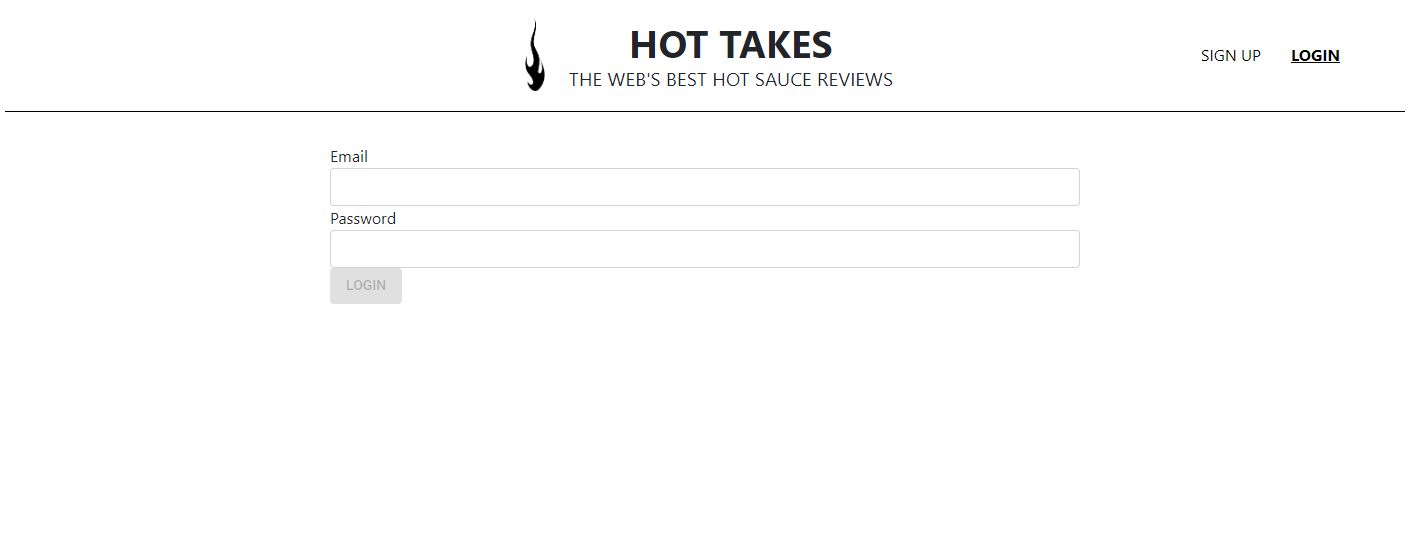 HOT TAKES
THE WEB'S BEST HOT SAUCE REVIEWS
SIGN UP LOGIN
Email
Password
LOGIN